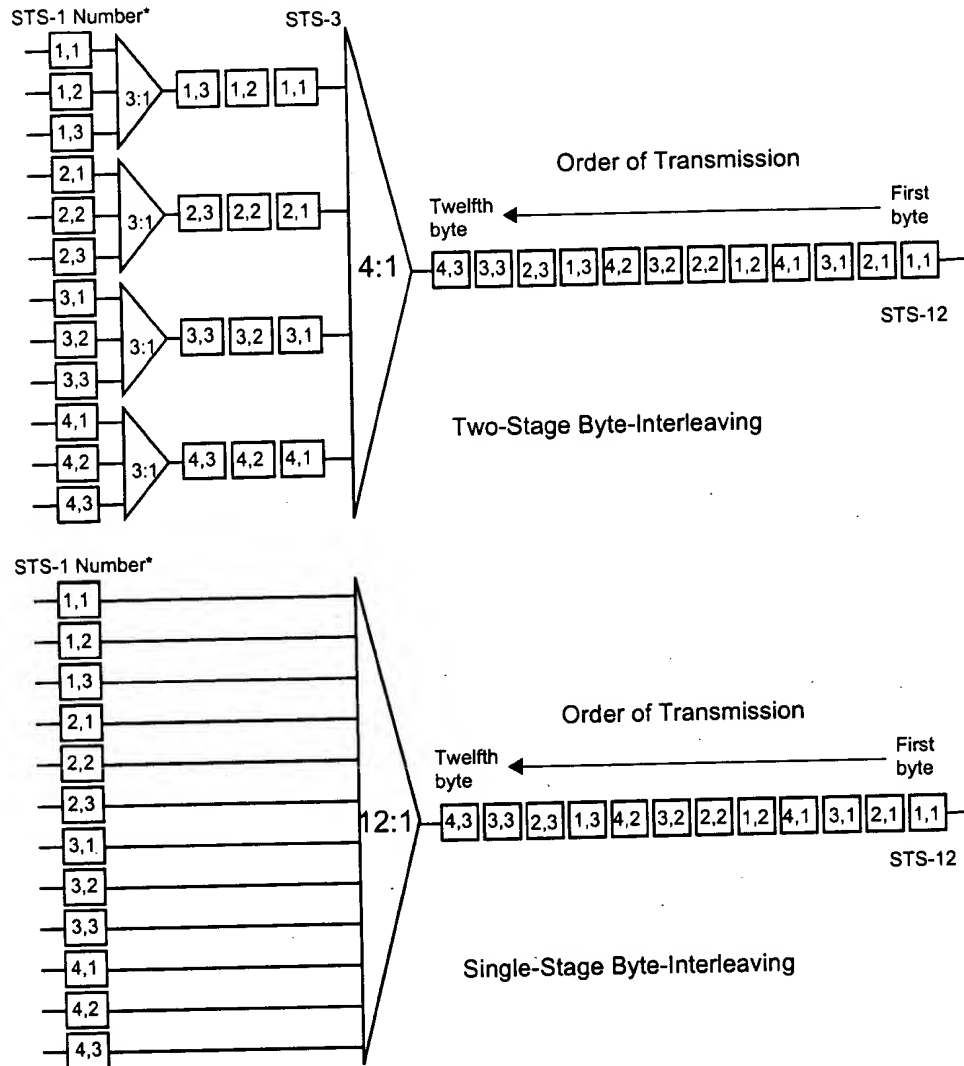 STS-1 Number*
STS-3
1,1
1,2
1,3
3:1
1,3 1,2 1,1
2,1
2,2
2,3
3:1
2,3 2,2 2,1
3,1
3,2
3,3
3:1
3,3 3,2 3,1
4,1
4,2
4,3
3:1
4,3 4,2 4,1
4:1
Order of Transmission
Twelfth
byte
First
byte
4,3 3,3 2,3 1,3 4,2 3,2 2,2 1,2 4,1 3,1 2,1 1,1
STS-12
Two-Stage Byte-Interleaving
STS-1 Number*
1,1
1,2
1,3
2,1
2,2
2,3
3,1
3,2
3,3
4,1
4,2
4,3
12:1
Order of Transmission
Twelfth
byte
First
byte
4,3 3,3 2,3 1,3 4,2 3,2 2,2 1,2 4,1 3,1 2,1 1,1
STS-12
Single-Stage Byte-Interleaving